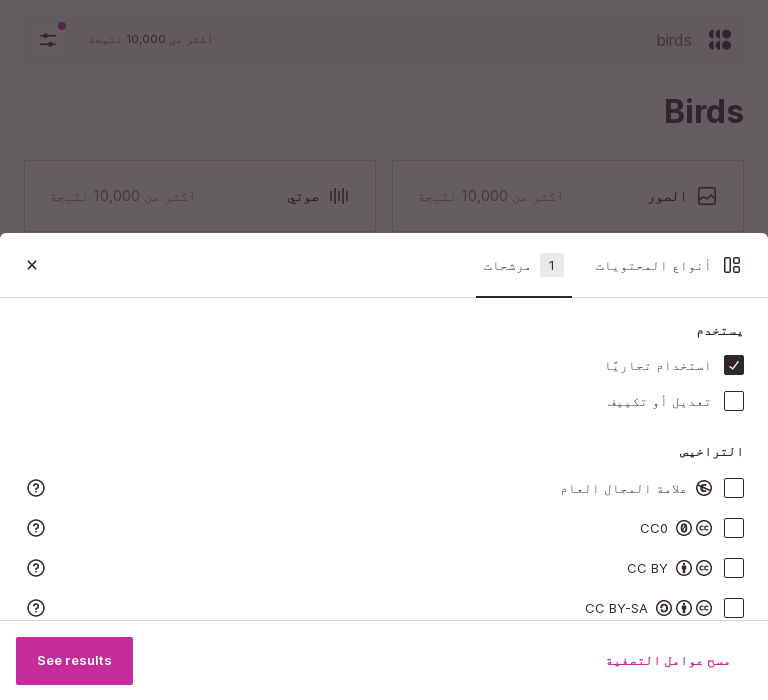 birds
أكثر من 10,000 نتيجة
Birds
الصور
أكثر من 10,000 نتيجة
صوتي
أكثر من 10,000 نتيجة
أنواع المحتويات
1 مرشحات
يستخدم
استخدام تجاريًا
تعديل أو تكييف
التراخيص
علامة المجال العام
CC0
CC BY
CC BY-SA
مسح عوامل التصفية
See results